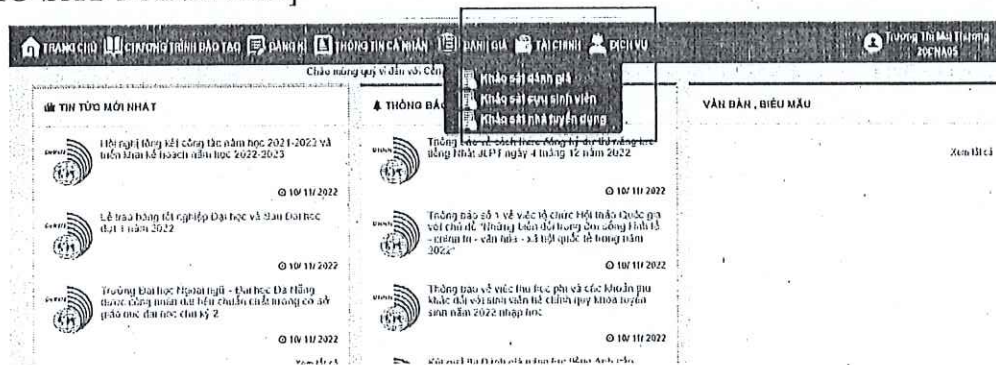 TRANG CHỦ CHƯƠNG TRÌNH ĐÀO TẠO ĐĂNG KÍ THÔNG TIN CÁ NHÂN ĐÁNH GIÁ TÀI CHÍNH DỊCH VỤ
Trương Thị Mai Thương
20CNA05
Chào mừng quý vị đến với
Khảo sát đánh giá
Khảo sát cựu sinh viên
Khảo sát nhà tuyển dụng
TIN TỨC MỚI NHẤT
Hội nghị tổng kết công tác năm học 2021-2022 và
triển khai kế hoạch năm học 2022-2023
10/11/2022
Lễ trao bằng tốt nghiệp Đại học và Sau Đại học
đợt 1 năm 2022
10/11/2022
Trường Đại học Ngoại ngữ - Đại học Đà Nẵng
được công nhận đạt tiêu chuẩn chất lượng cơ sở
giáo dục đại học chu kỳ 2
10/11/2022
Xem tất cả
THÔNG BÁO
Thông báo về cách thức đăng ký dự thi năng lực
tiếng Nhật JLPT ngày 4 tháng 12 năm 2022
10/11/2022
Thông báo số 1 về việc tổ chức Hội thảo Quốc gia
với chủ đề "Những biến đổi trong đời sống kinh tế
- chính trị - văn hóa - xã hội quốc tế trong năm
2022"
10/11/2022
Thông báo về việc thu học phí và các khoản thu
khác đối với sinh viên hệ chính quy khóa tuyển
sinh năm 2022 nhập học
10/11/2022
VĂN BẢN , BIỂU MẪU
Xem tất cả